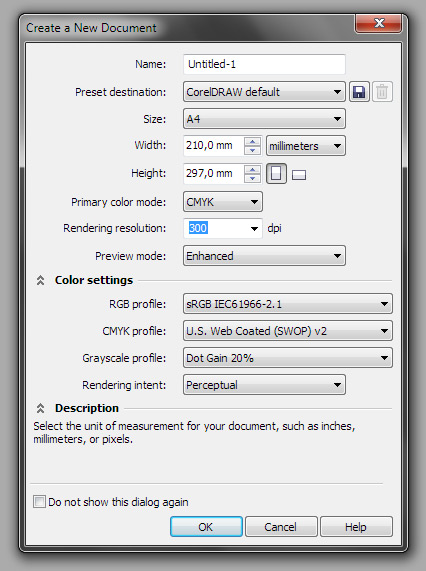 Create a New Document
Name: Untitled-1
Preset destination: CorelDRAW default
Size: A4
Width: 210,0 mm millimeters
Height: 297,0 mm
Primary color mode: CMYK
Rendering resolution: 300 dpi
Preview mode: Enhanced
Color settings
RGB profile: sRGB IEC61966-2.1
CMYK profile: U.S. Web Coated (SWOP) v2
Grayscale profile: Dot Gain 20%
Rendering intent: Perceptual
Description
Select the unit of measurement for your document, such as inches,
millimeters, or pixels.
Do not show this dialog again
OK Cancel Help